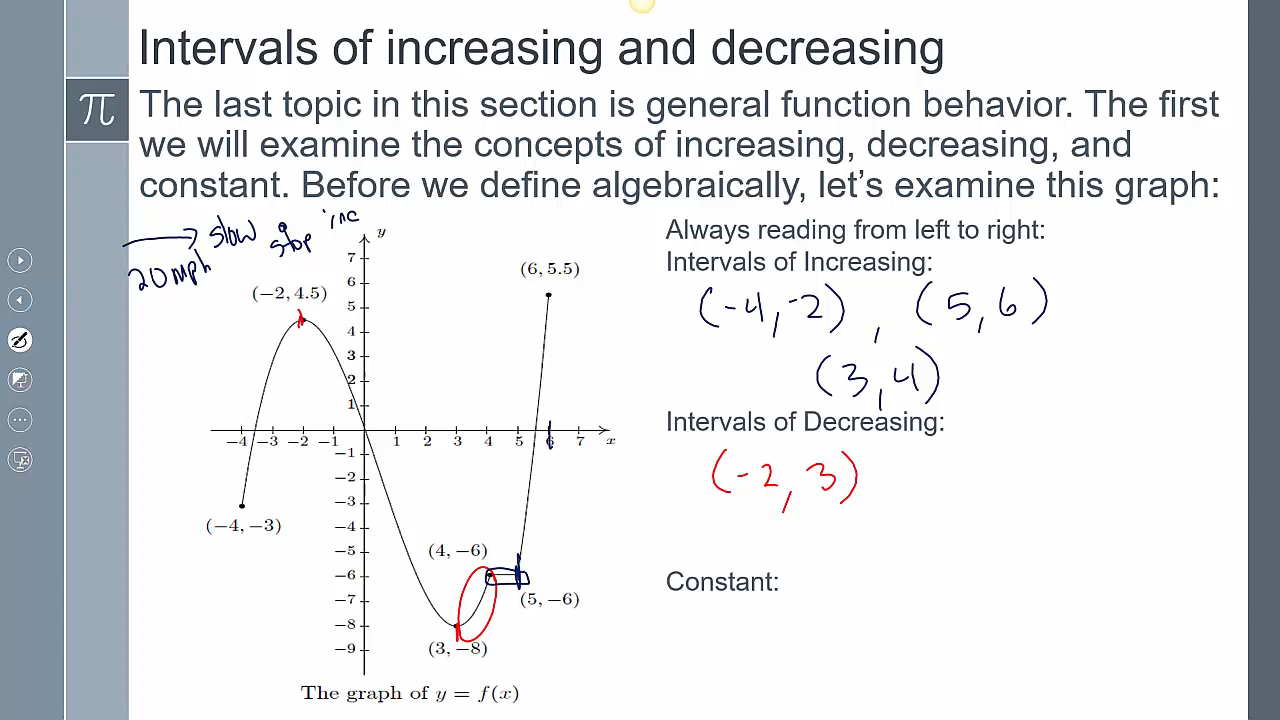 Intervals of increasing and decreasing
π
The last topic in this section is general function behavior. The first
we will examine the concepts of increasing, decreasing, and
constant. Before we define algebraically, let's examine this graph:
slow stop inc
20mph
y
7
6
5
4
3
2
1
−4 −3 −2 −1 1 2 3 4 5 6 7 x
−1
−2
−3
−4
−5
−6
−7
−8
−9
(−2, 4.5)
(6, 5.5)
(−4, −3)
(4, −6)
(5, −6)
(3, −8)
The graph of y = f(x)
Always reading from left to right:
Intervals of Increasing:
(-4, -2) , (5, 6)
(3, 4)
Intervals of Decreasing:
(-2, 3)
Constant: